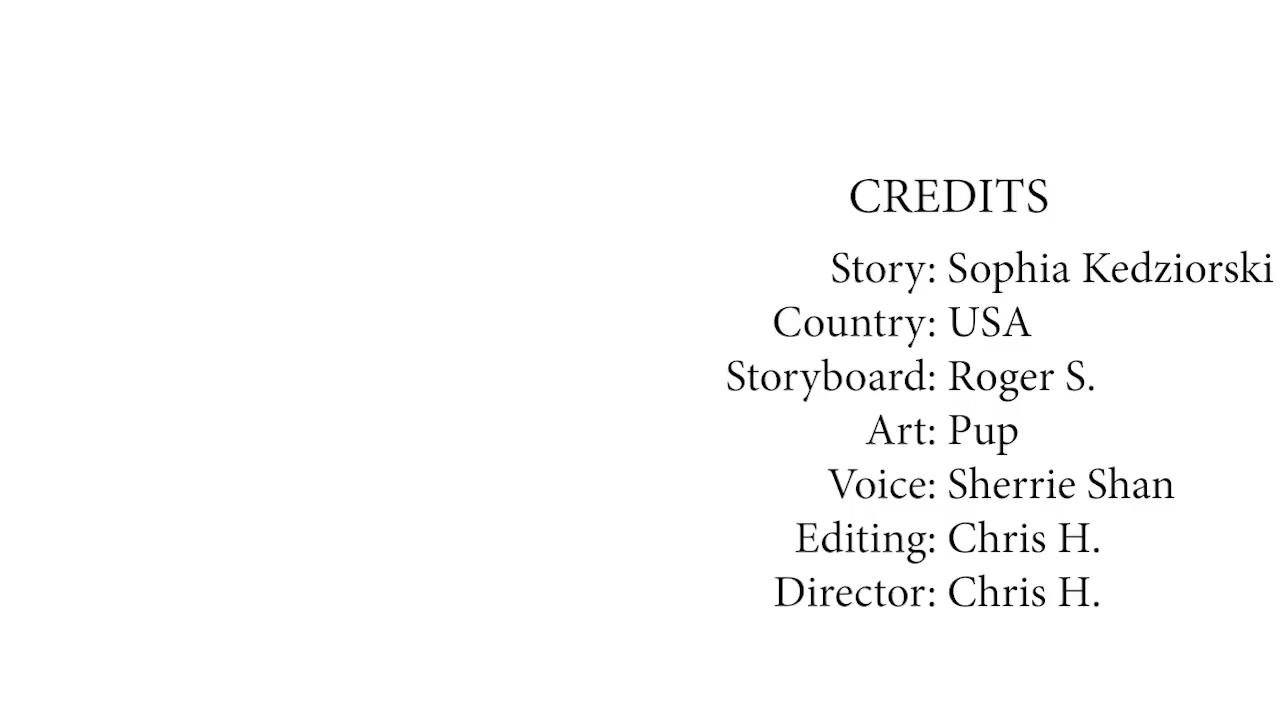 CREDITS
Story: Sophia Kedziorski
Country: USA
Storyboard: Roger S.
Art: Pup
Voice: Sherrie Shan
Editing: Chris H.
Director: Chris H.